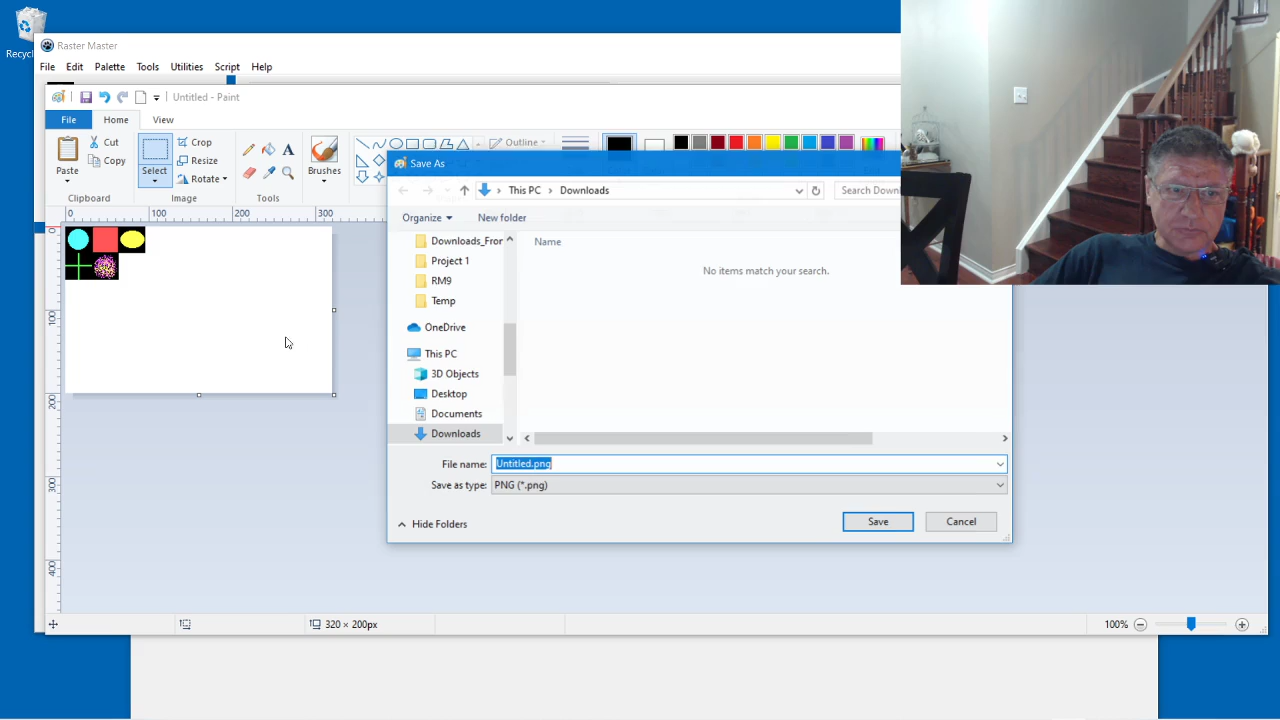 Recyc
Raster Master
File Edit Palette Tools Utilities Script Help
Untitled - Paint
File Home View
Paste Cut Copy
Select Crop Resize Rotate
Brushes
Outline
Clipboard Image Tools
0 100 200 300
0
100
200
300
400
Save As
This PC › Downloads
Search Down
Organize New folder
Downloads_Fror
Project 1
RM9
Temp
OneDrive
This PC
3D Objects
Desktop
Documents
Downloads
Name
No items match your search.
File name: Untitled.png
Save as type: PNG (*.png)
Hide Folders
Save Cancel
320 × 200px
100%